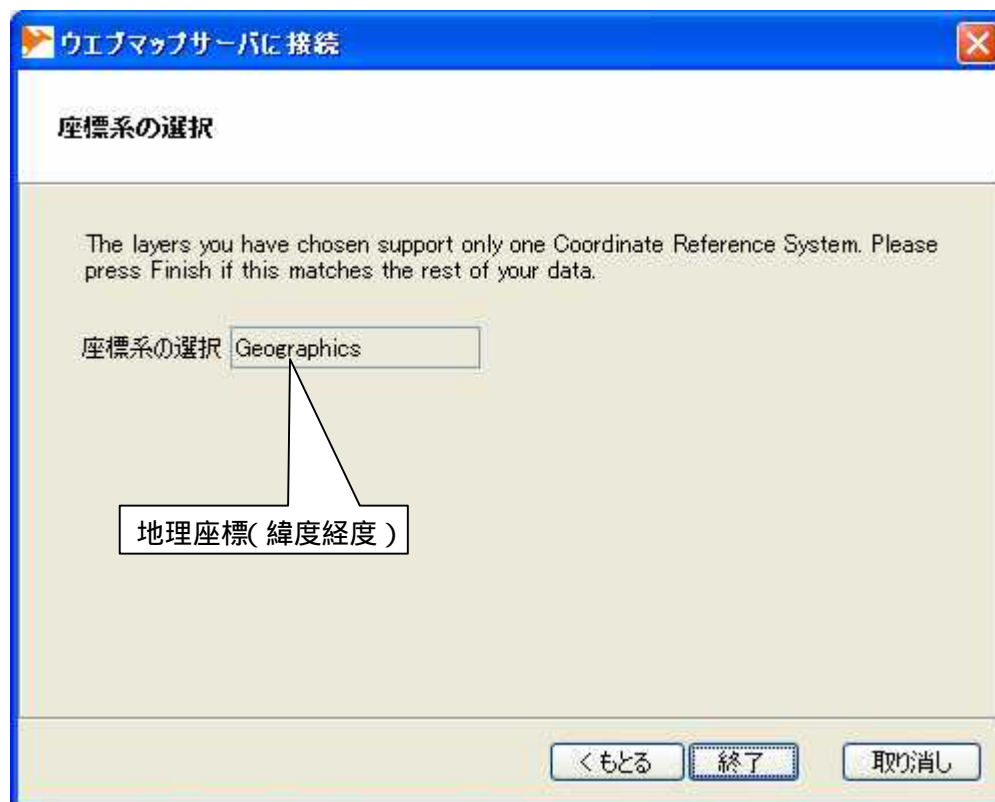 ウエブマップサーバに接続
座標系の選択
The layers you have chosen support only one Coordinate Reference System. Please
press Finish if this matches the rest of your data.
座標系の選択 Geographics
地理座標(緯度経度)
<もとる 終了 取り消し